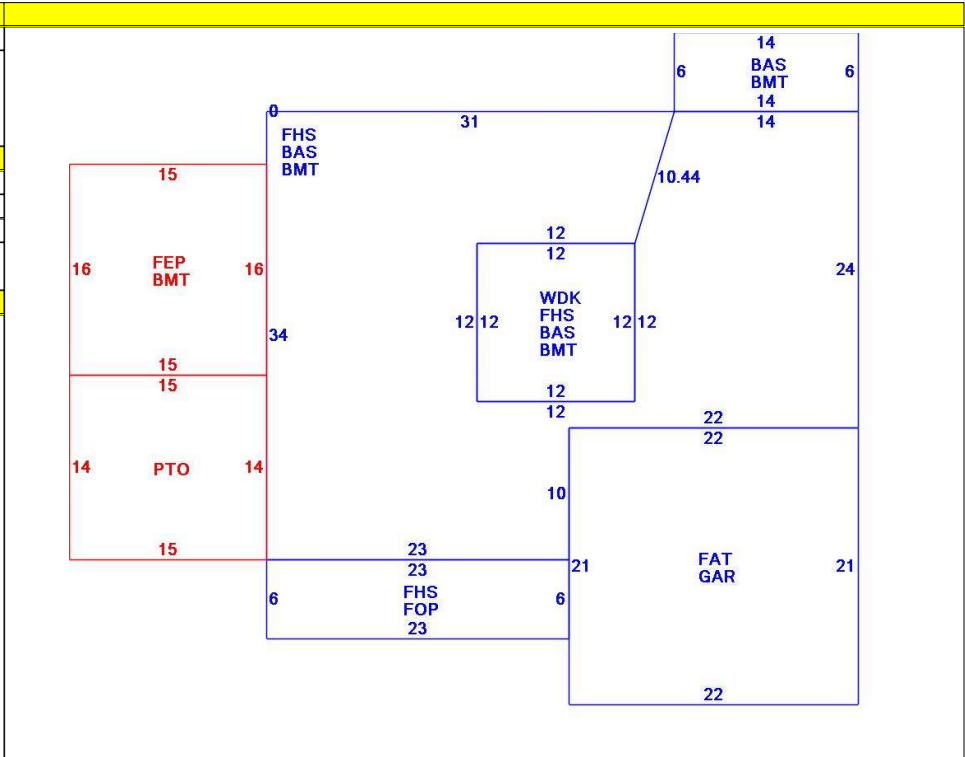 14
6 BAS 6
BMT
14
0
31 14
FHS
BAS
BMT
15
10.44
12
12
16 FEP 16
BMT
24
WDK
FHS
12 12 BAS 12 12
BMT
34
15
15
12
12
22
22
14 PTO 14
10
15
23
23
21 FAT 21
GAR
6 FHS 6
FOP
23
22